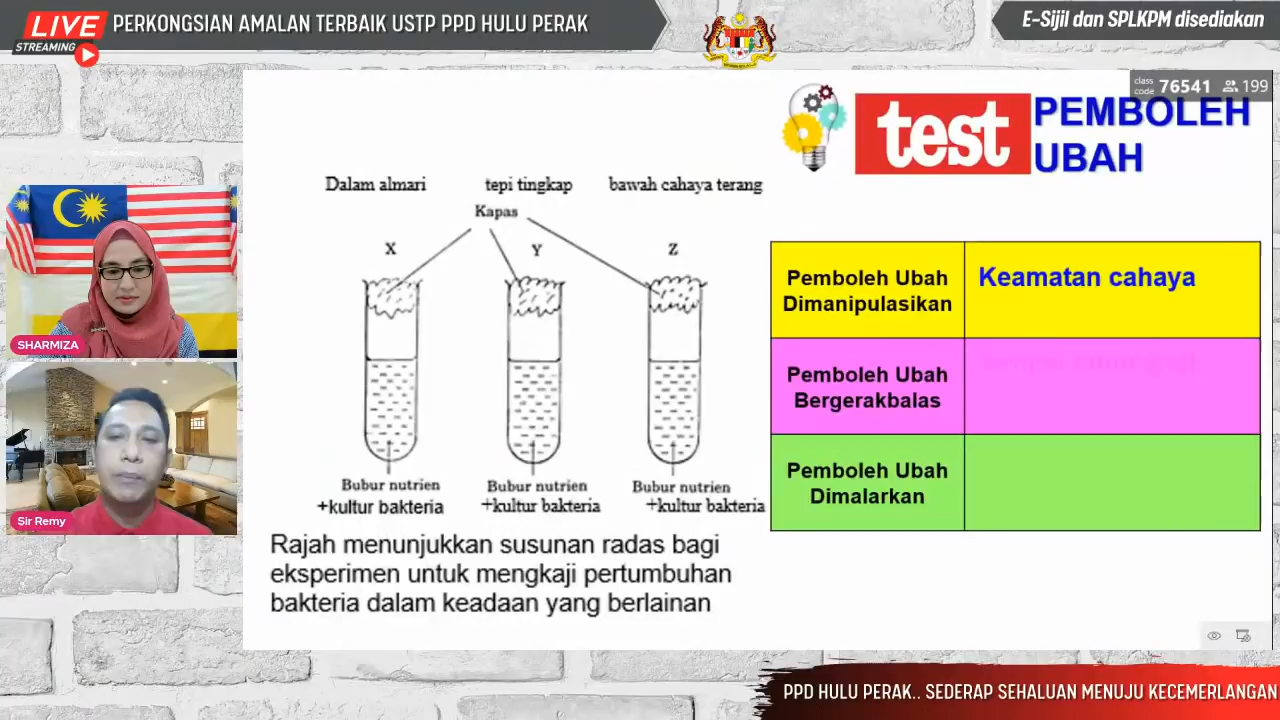 LIVE
STREAMING
PERKONGSIAN AMALAN TERBAIK USTP PPD HULU PERAK
E-Sijil dan SPLKPM disediakan
class code 76541 199
test
PEMBOLEH
UBAH
SHARMIZA
Sir Remy
Dalam almari tepi tingkap bawah cahaya terang
Kapas
X Y Z
Bubur nutrien Bubur nutrien Bubur nutrien
+kultur bakteria +kultur bakteria +kultur bakteria
Rajah menunjukkan susunan radas bagi
eksperimen untuk mengkaji pertumbuhan
bakteria dalam keadaan yang berlainan
Pemboleh Ubah
Dimanipulasikan
Keamatan cahaya
Pemboleh Ubah
Bergerakbalas
Pemboleh Ubah
Dimalarkan
PPD HULU PERAK.. SEDERAP SEHALUAN MENUJU KECEMERLANGAN